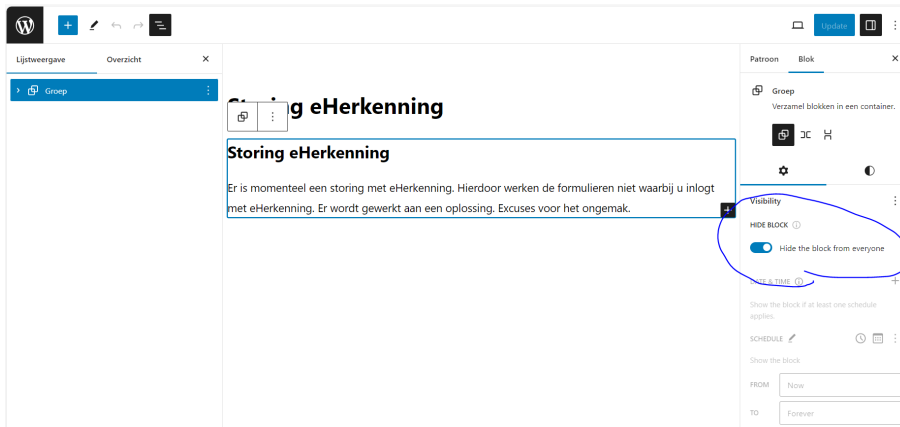 Update
Lijstweergave
Overzicht
Groep
Storing eHerkenning
Storing eHerkenning
Er is momenteel een storing met eHerkenning. Hierdoor werken de formulieren niet waarbij u inlogt
met eHerkenning. Er wordt gewerkt aan een oplossing. Excuses voor het ongemak.
Patroon
Blok
Groep
Verzamel blokken in een container.
Visibility
HIDE BLOCK
Hide the block from everyone
DATE & TIME
Show the block if at least one schedule
applies.
SCHEDULE
Show the block
FROM
Now
TO
Forever